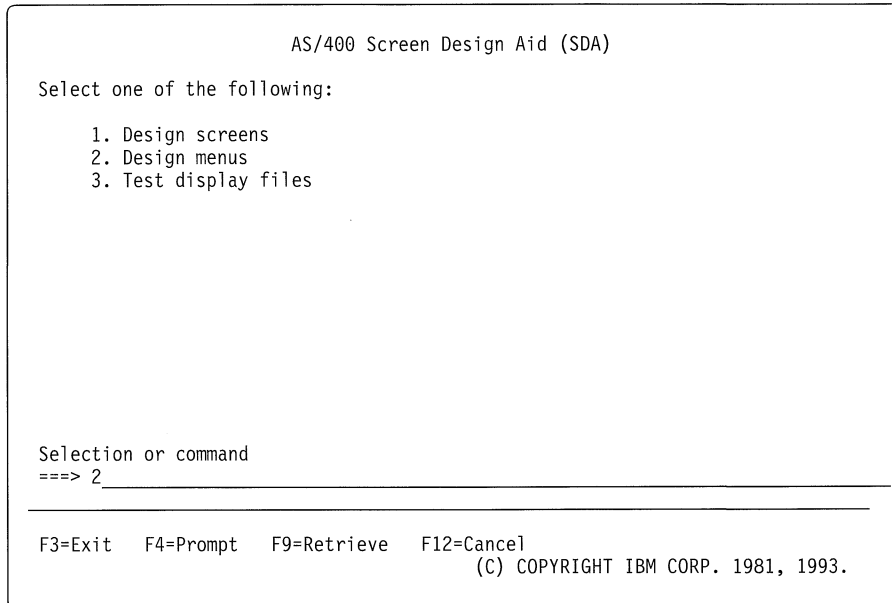 AS/400 Screen Design Aid (SDA)
Select one of the following:
1. Design screens
2. Design menus
3. Test display files
Selection or command
===> 2
F3=Exit F4=Prompt F9=Retrieve F12=Cancel
(C) COPYRIGHT IBM CORP. 1981, 1993.